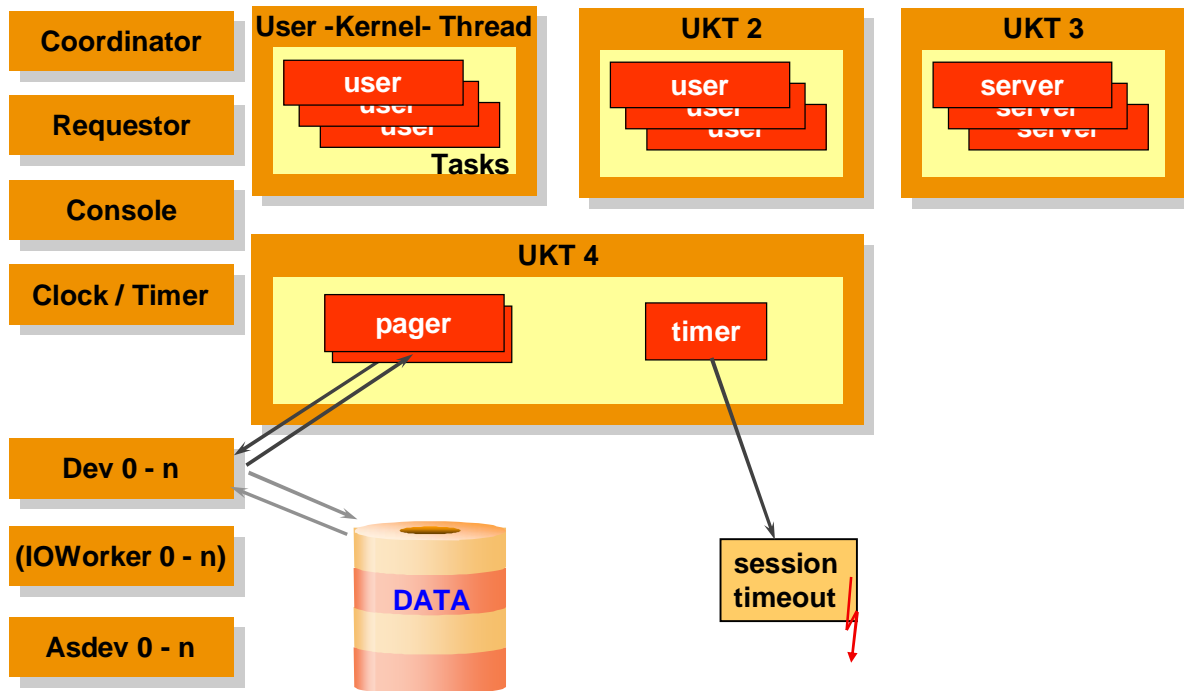 Coordinator
Requestor
Console
Clock / Timer
Dev 0 - n
(IOWorker 0 - n)
Asdev 0 - n
User -Kernel- Thread
user
user
user
Tasks
UKT 2
user
user
user
UKT 3
server
server
server
UKT 4
pager
timer
DATA
session
timeout